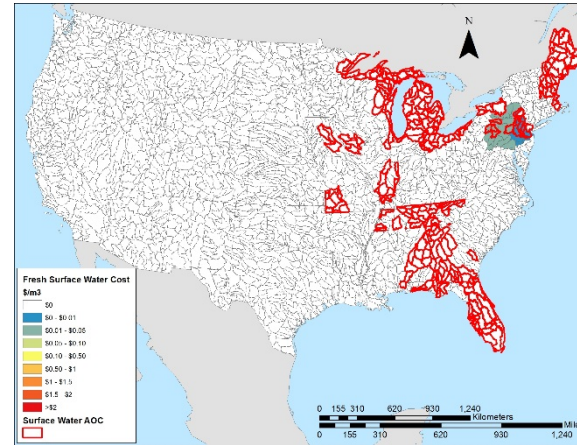 N
Fresh Surface Water Cost
$/m3
$0
$0 - $0.01
$0.01 - $0.05
$0.05 - $0.10
$0.10 - $0.50
$0.50 - $1
$1 - $1.5
$1.5 - $2
>$2
Surface Water AOC
0 155 310 620 930 1,240
Kilometers
Mil
0 155 310 620 930 1,240